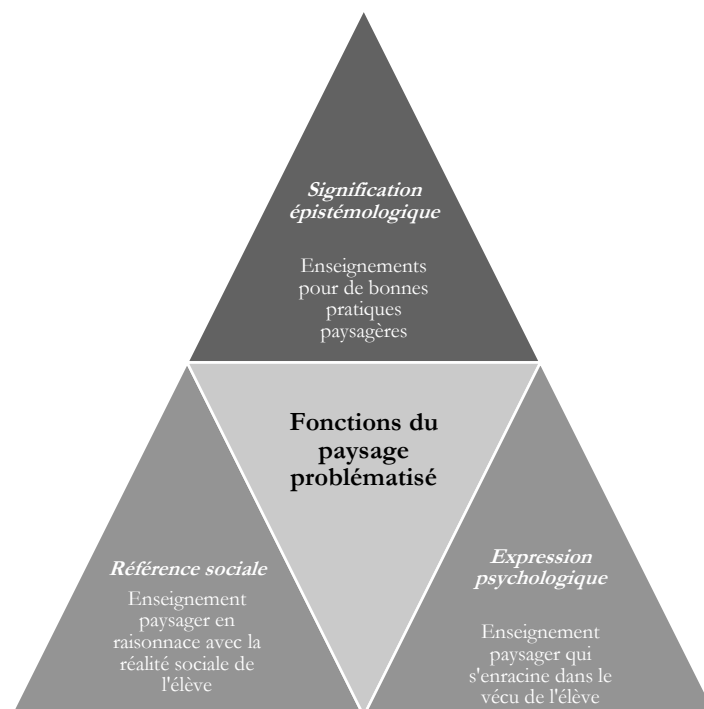 Signification
épistémologique
Enseignements
pour de bonnes
pratiques
paysagères
Fonctions du
paysage
problématisé
Référence sociale
Enseignement
paysager en
raisonnace avec la
réalité sociale de
l'élève
Expression
psychologique
Enseignement
paysager qui
s'enracine dans le
vécu de l'élève